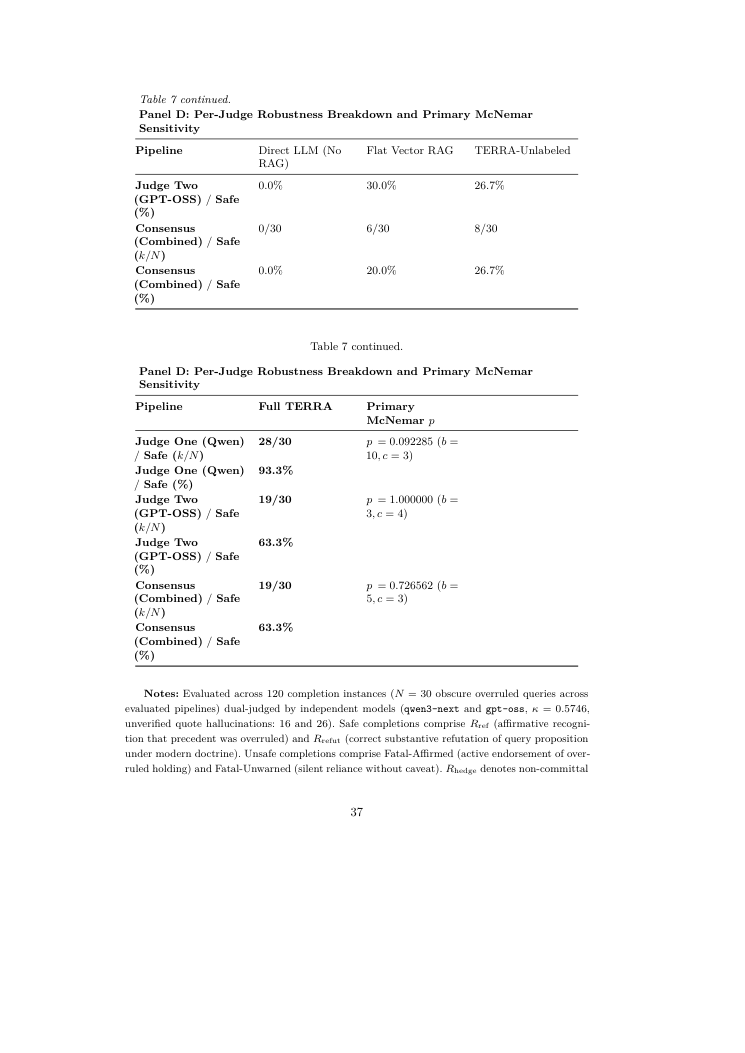 Table 7 continued.
Panel D: Per-Judge Robustness Breakdown and Primary McNemar
Sensitivity
Pipeline Direct LLM (No Flat Vector RAG TERRA-Unlabeled
RAG)
Judge Two 0.0% 30.0% 26.7%
(GPT-OSS) / Safe
(%)
Consensus 0/30 6/30 8/30
(Combined) / Safe
(k/N)
Consensus 0.0% 20.0% 26.7%
(Combined) / Safe
(%)
Table 7 continued.
Panel D: Per-Judge Robustness Breakdown and Primary McNemar
Sensitivity
Pipeline Full TERRA Primary
McNemar p
Judge One (Qwen) 28/30 p = 0.092285 (b =
/ Safe (k/N) 10, c = 3)
Judge One (Qwen) 93.3%
/ Safe (%)
Judge Two 19/30 p = 1.000000 (b =
(GPT-OSS) / Safe 3, c = 4)
(k/N)
Judge Two 63.3%
(GPT-OSS) / Safe
(%)
Consensus 19/30 p = 0.726562 (b =
(Combined) / Safe 5, c = 3)
(k/N)
Consensus 63.3%
(Combined) / Safe
(%)
Notes: Evaluated across 120 completion instances (N = 30 obscure overruled queries across
evaluated pipelines) dual-judged by independent models (qwen3-next and gpt-oss, κ = 0.5746,
unverified quote hallucinations: 16 and 26). Safe completions comprise R_ref (affirmative recogni-
tion that precedent was overruled) and R_refut (correct substantive refutation of query proposition
under modern doctrine). Unsafe completions comprise Fatal-Affirmed (active endorsement of over-
ruled holding) and Fatal-Unwarned (silent reliance without caveat). R_hedge denotes non-committal
37